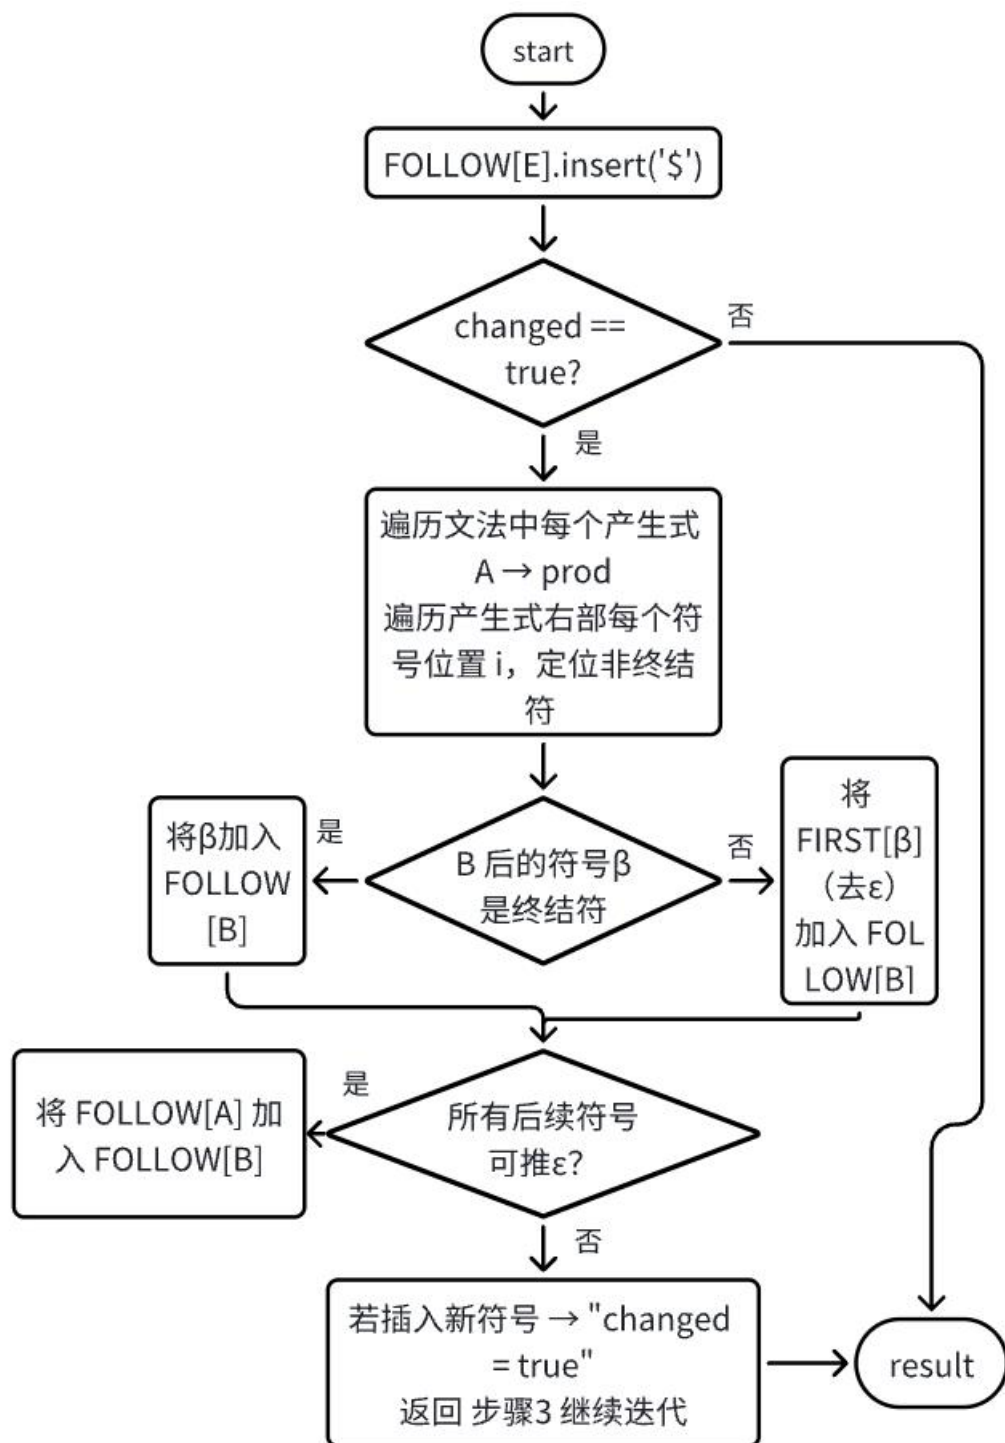 start
FOLLOW[E].insert('$')
changed ==
true?
否
是
遍历文法中每个产生式
A → prod
遍历产生式右部每个符
号位置 i，定位非终结
符
B 后的符号β
是终结符
是
将β加入
FOLLOW
[B]
否
将
FIRST[β]
（去ε）
加入 FOL
LOW[B]
所有后续符号
可推ε?
是
将 FOLLOW[A] 加
入 FOLLOW[B]
否
若插入新符号 → "changed
= true"
返回 步骤3 继续迭代
result